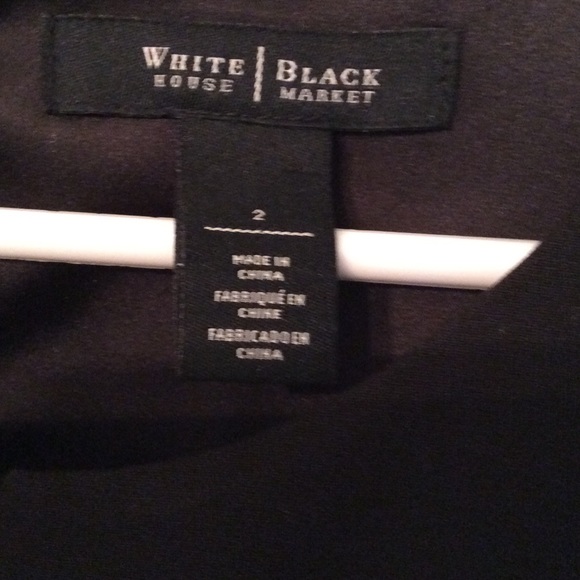 WHITE | BLACK
HOUSE | MARKET
2
MADE IN
CHINA
FABRIQUÉ EN
CHINE
FABRICADO EN
CHINA